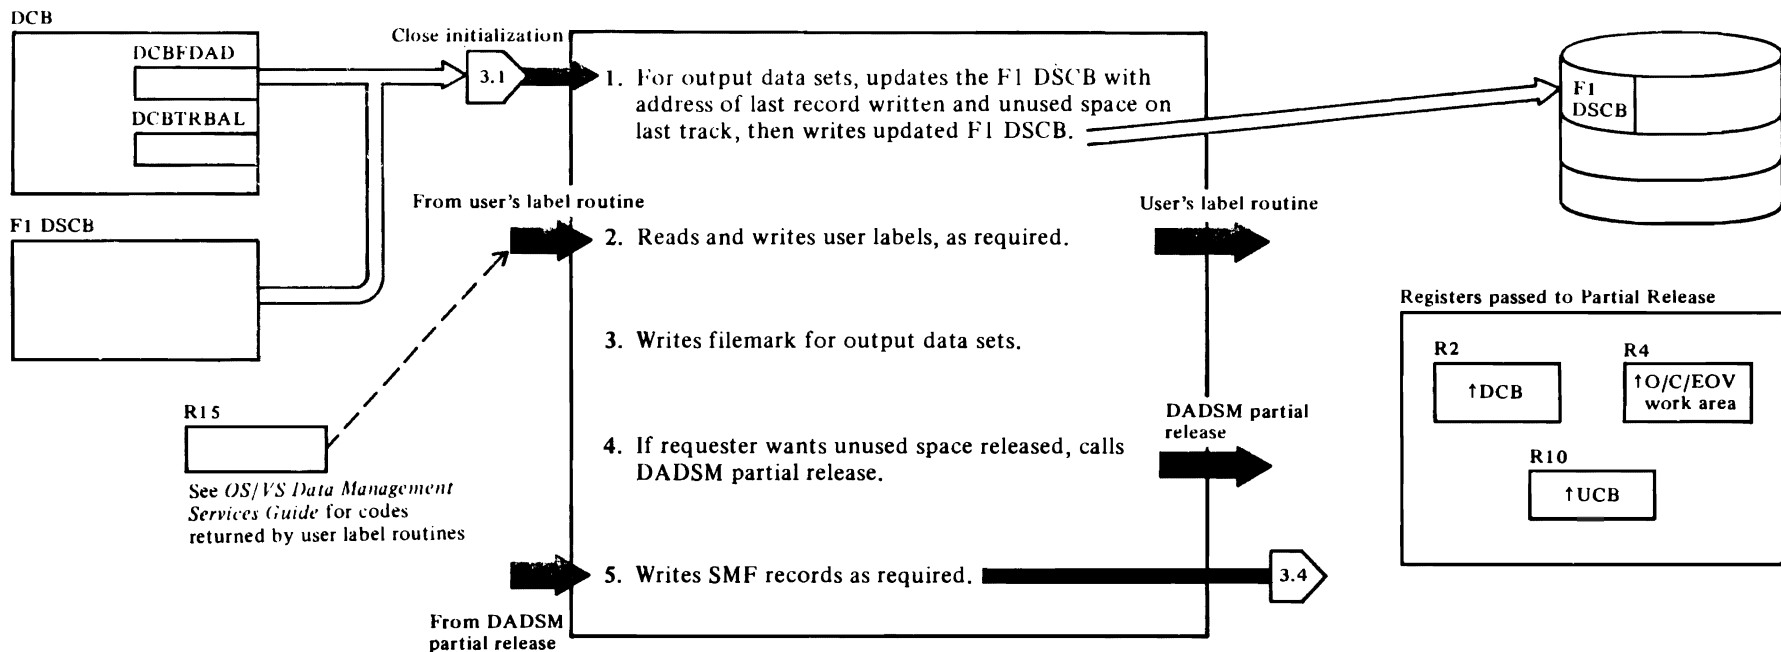 DCB
DCBFDAD
DCBTRBAL
F1 DSCB
Close initialization
3.1
1. For output data sets, updates the F1 DSCB with
address of last record written and unused space on
last track, then writes updated F1 DSCB.
F1
DSCB
From user's label routine
2. Reads and writes user labels, as required.
User's label routine
3. Writes filemark for output data sets.
R15
See OS/VS Data Management
Services Guide for codes
returned by user label routines
4. If requester wants unused space released, calls
DADSM partial release.
DADSM partial
release
5. Writes SMF records as required.
3.4
From DADSM
partial release
Registers passed to Partial Release
R2
↑DCB
R4
↑O/C/EOV
work area
R10
↑UCB